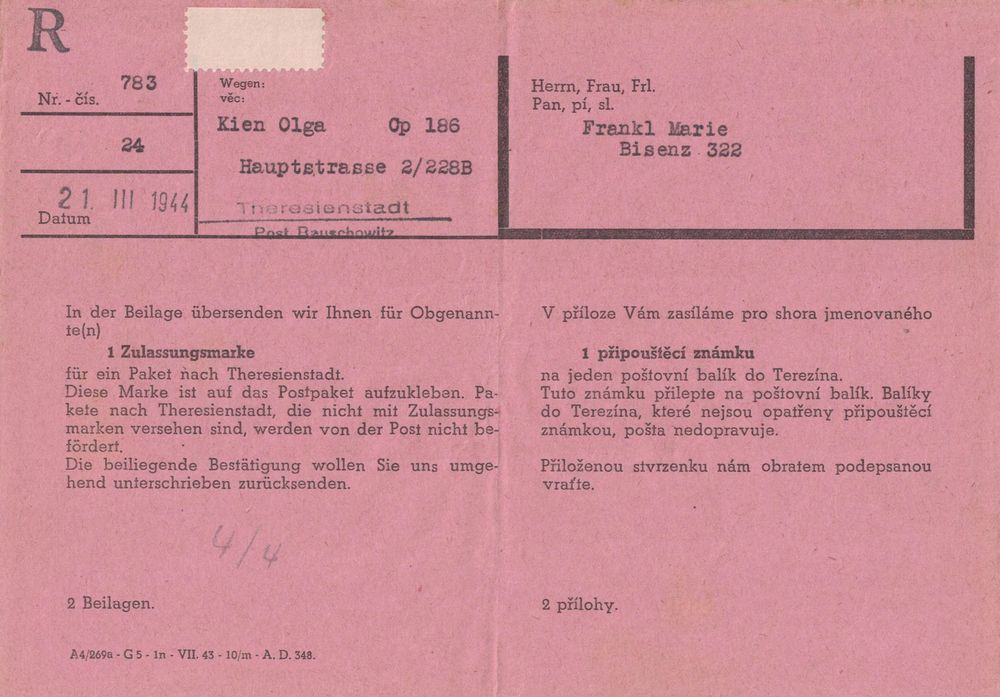 R
Nr. - čís. 783
24
21. III 1944
Datum
Wegen:
věc:
Kien Olga Op 186
Hauptstrasse 2/228B
Theresienstadt
Post Bauschowitz
Herrn, Frau, Frl.
Pan, pí, sl.
Frankl Marie
Bisenz 322
In der Beilage übersenden wir Ihnen für Obgenann-
te(n)
1 Zulassungsmarke
für ein Paket nach Theresienstadt.
Diese Marke ist auf das Postpaket aufzukleben. Pa-
kete nach Theresienstadt, die nicht mit Zulassungs-
marken versehen sind, werden von der Post nicht be-
fördert.
Die beiliegende Bestätigung wollen Sie uns umge-
hend unterschrieben zurücksenden.
4/4
2 Beilagen.
A4/269a - G 5 - 1n - VII. 43 - 10/m - A. D. 348.
V příloze Vám zasíláme pro shora jmenovaného
1 připouštěcí známku
na jeden poštovní balík do Terezína.
Tuto známku přilepte na poštovní balík. Balíky
do Terezína, které nejsou opatřeny připouštěcí
známkou, pošta nedopravuje.
Přiloženou stvrzenku nám obratem podepsanou
vraťte.
2 přílohy.